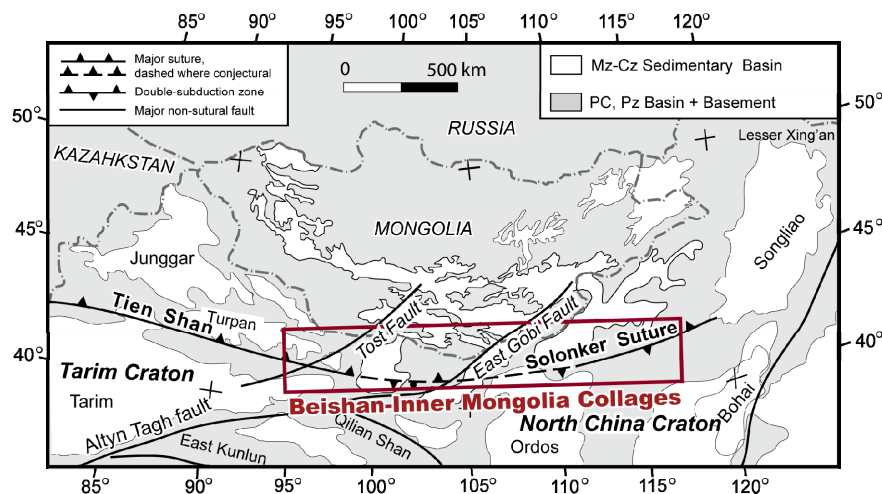 85° 90° 95° 100° 105° 110° 115° 120°
Major suture,
dashed where conjectural
Double-subduction zone
Major non-sutural fault
0 500 km
Mz-Cz Sedimentary Basin
PC, Pz Basin + Basement
50° 50°
RUSSIA
Lesser Xing'an
KAZAHKSTAN
MONGOLIA
45° 45°
Junggar
Songliao
Tien Shan
Turpan
Tost Fault
East Gobi Fault
Solonker Suture
40° 40°
Tarim Craton
Tarim
Beishan-Inner Mongolia Collages
Altyn Tagh fault
North China Craton
Bohai
Qilian Shan
East Kunlun
Ordos
85° 90° 95° 100° 105° 110° 115° 120°